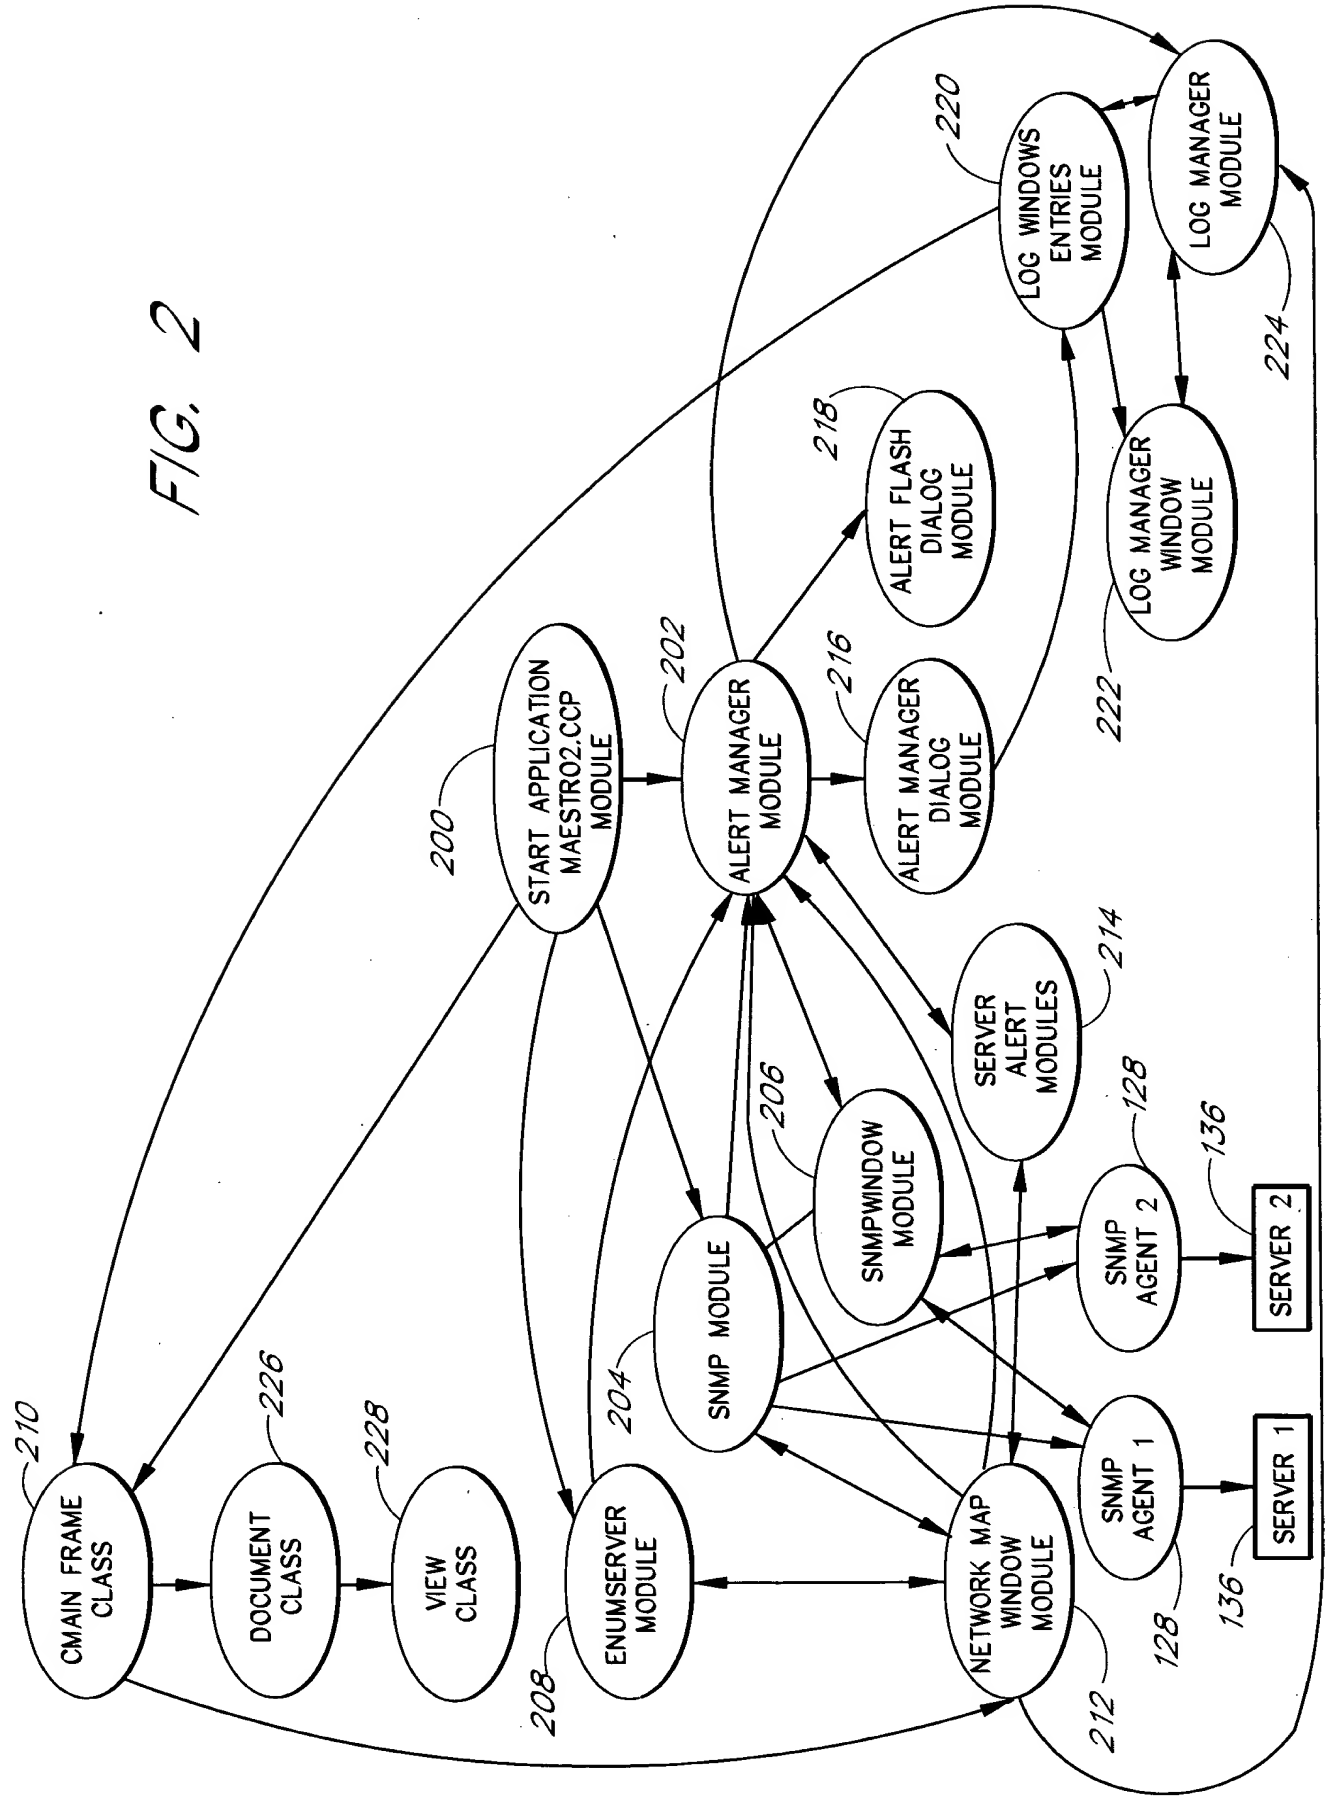 FIG. 2
210
CMAIN FRAME
CLASS
226
DOCUMENT
CLASS
228
VIEW
CLASS
200
START APPLICATION
MAESTRO2.CCP
MODULE
208
ENUMSERVER
MODULE
204
SNMP MODULE
202
ALERT MANAGER
MODULE
206
SNMPWINDOW
MODULE
216
ALERT MANAGER
DIALOG
MODULE
218
ALERT FLASH
DIALOG
MODULE
220
LOG WINDOWS
ENTRIES
MODULE
212
NETWORK MAP
WINDOW
MODULE
214
SERVER
ALERT
MODULES
222
LOG MANAGER
WINDOW
MODULE
224
LOG MANAGER
MODULE
128
SNMP
AGENT 1
128
SNMP
AGENT 2
136
SERVER 1
136
SERVER 2